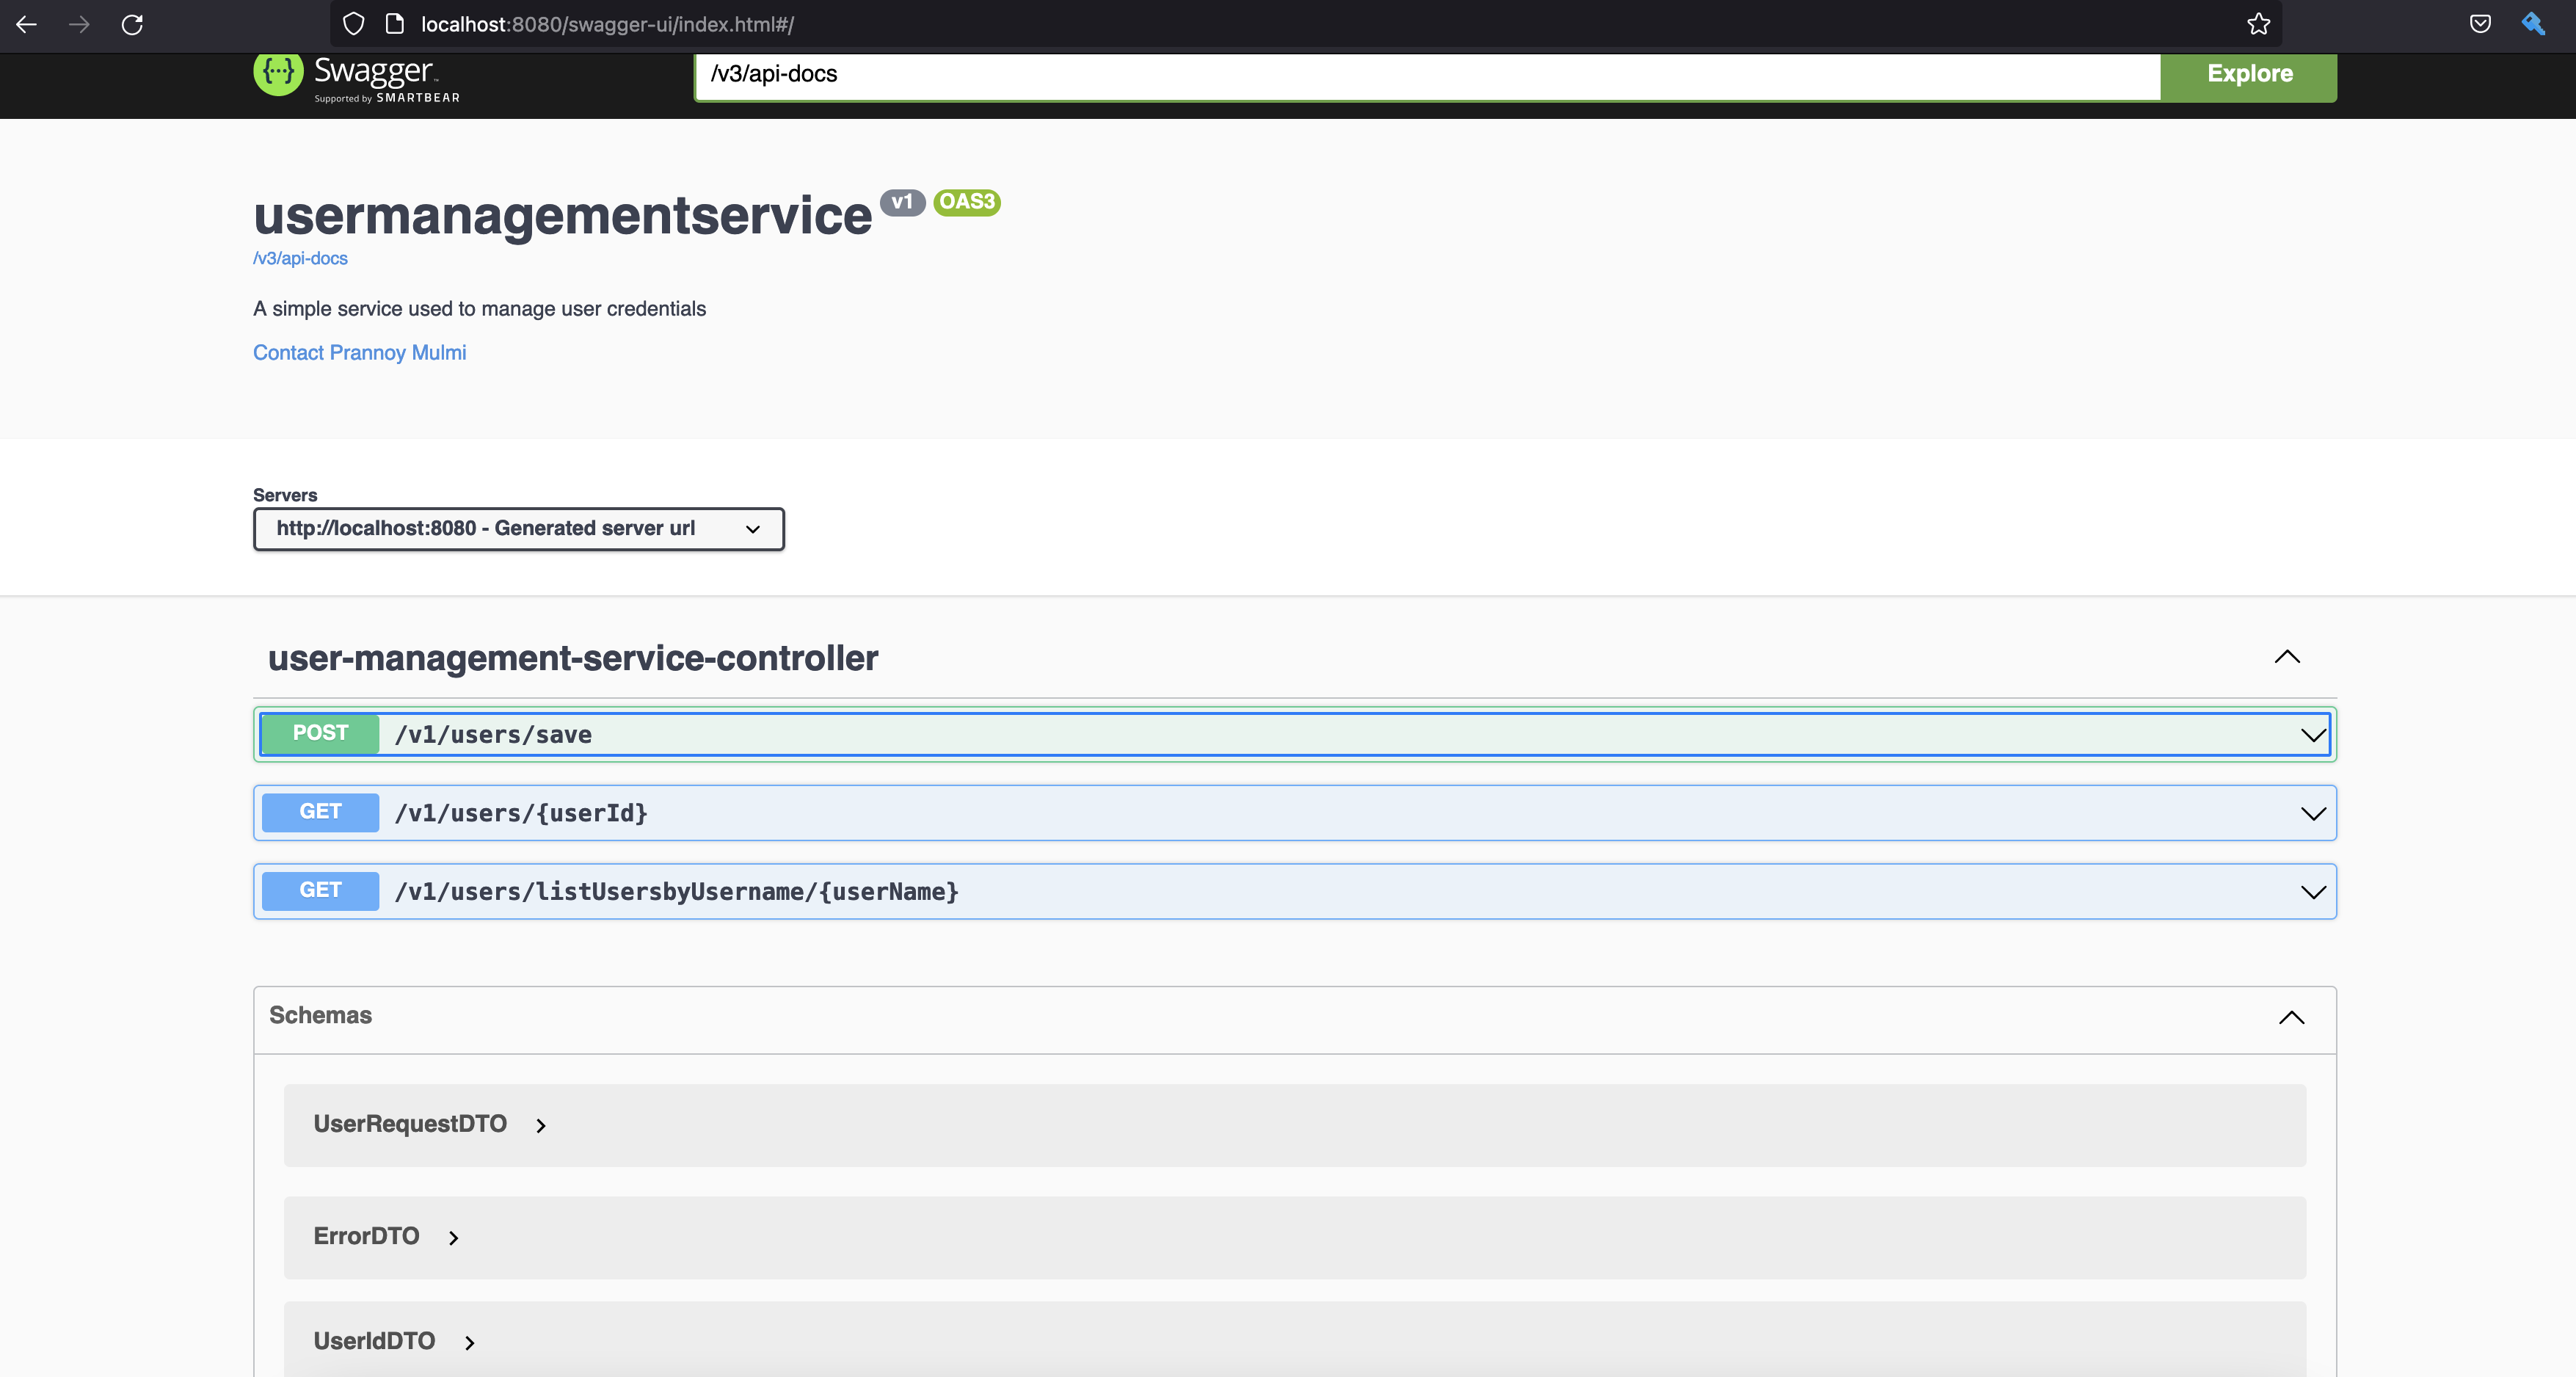 localhost:8080/swagger-ui/index.html#/
Swagger™
Supported by SMARTBEAR
/v3/api-docs
Explore
usermanagementservice v1 OAS3
/v3/api-docs
A simple service used to manage user credentials
Contact Prannoy Mulmi
Servers
http://localhost:8080 - Generated server url
user-management-service-controller
POST /v1/users/save
GET /v1/users/{userId}
GET /v1/users/listUsersbyUsername/{userName}
Schemas
UserRequestDTO
ErrorDTO
UserIdDTO